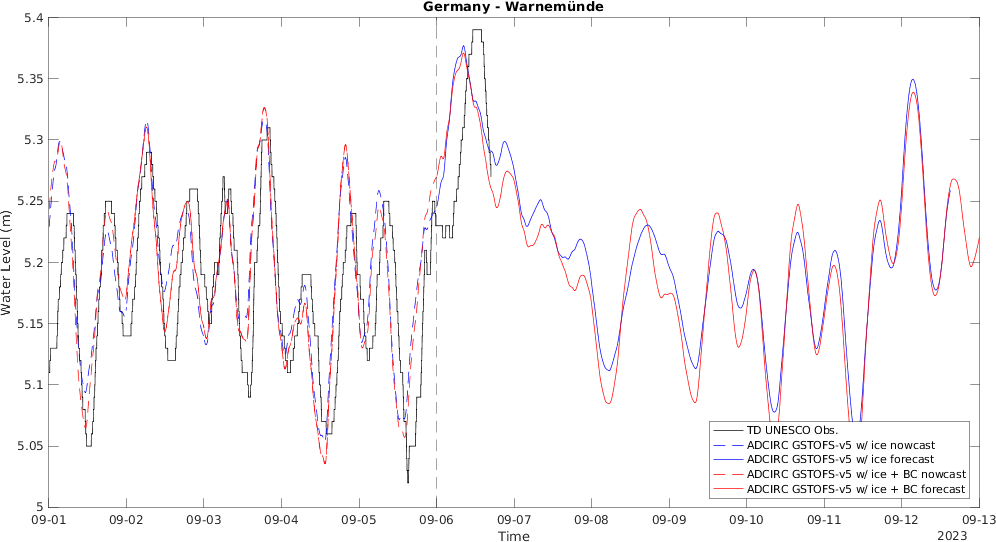 Germany - Warnemünde
5.4
5.35
5.3
5.25
5.2
5.15
5.1
5.05
5
Water Level (m)
TD UNESCO Obs.
ADCIRC GSTOFS-v5 w/ ice nowcast
ADCIRC GSTOFS-v5 w/ ice forecast
ADCIRC GSTOFS-v5 w/ ice + BC nowcast
ADCIRC GSTOFS-v5 w/ ice + BC forecast
09-01 09-02 09-03 09-04 09-05 09-06 09-07 09-08 09-09 09-10 09-11 09-12 09-13
Time
2023